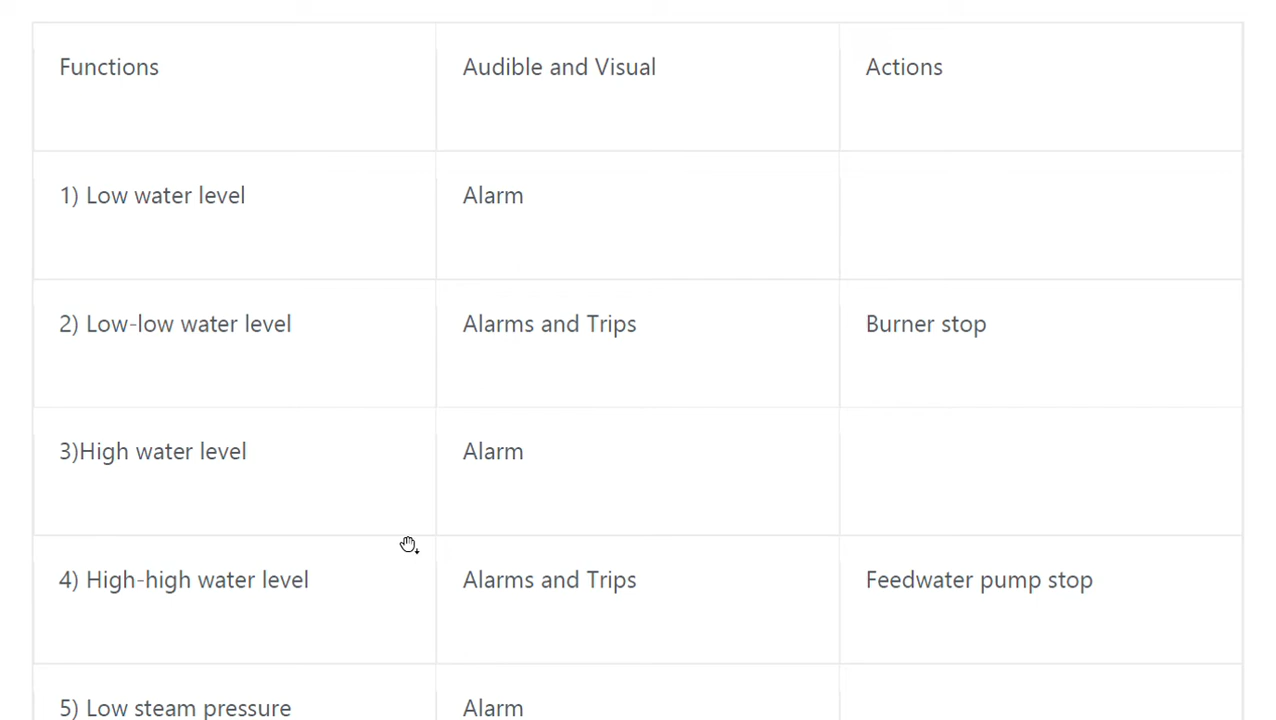 Functions Audible and Visual Actions
1) Low water level Alarm
2) Low-low water level Alarms and Trips Burner stop
3)High water level Alarm
4) High-high water level Alarms and Trips Feedwater pump stop
5) Low steam pressure Alarm